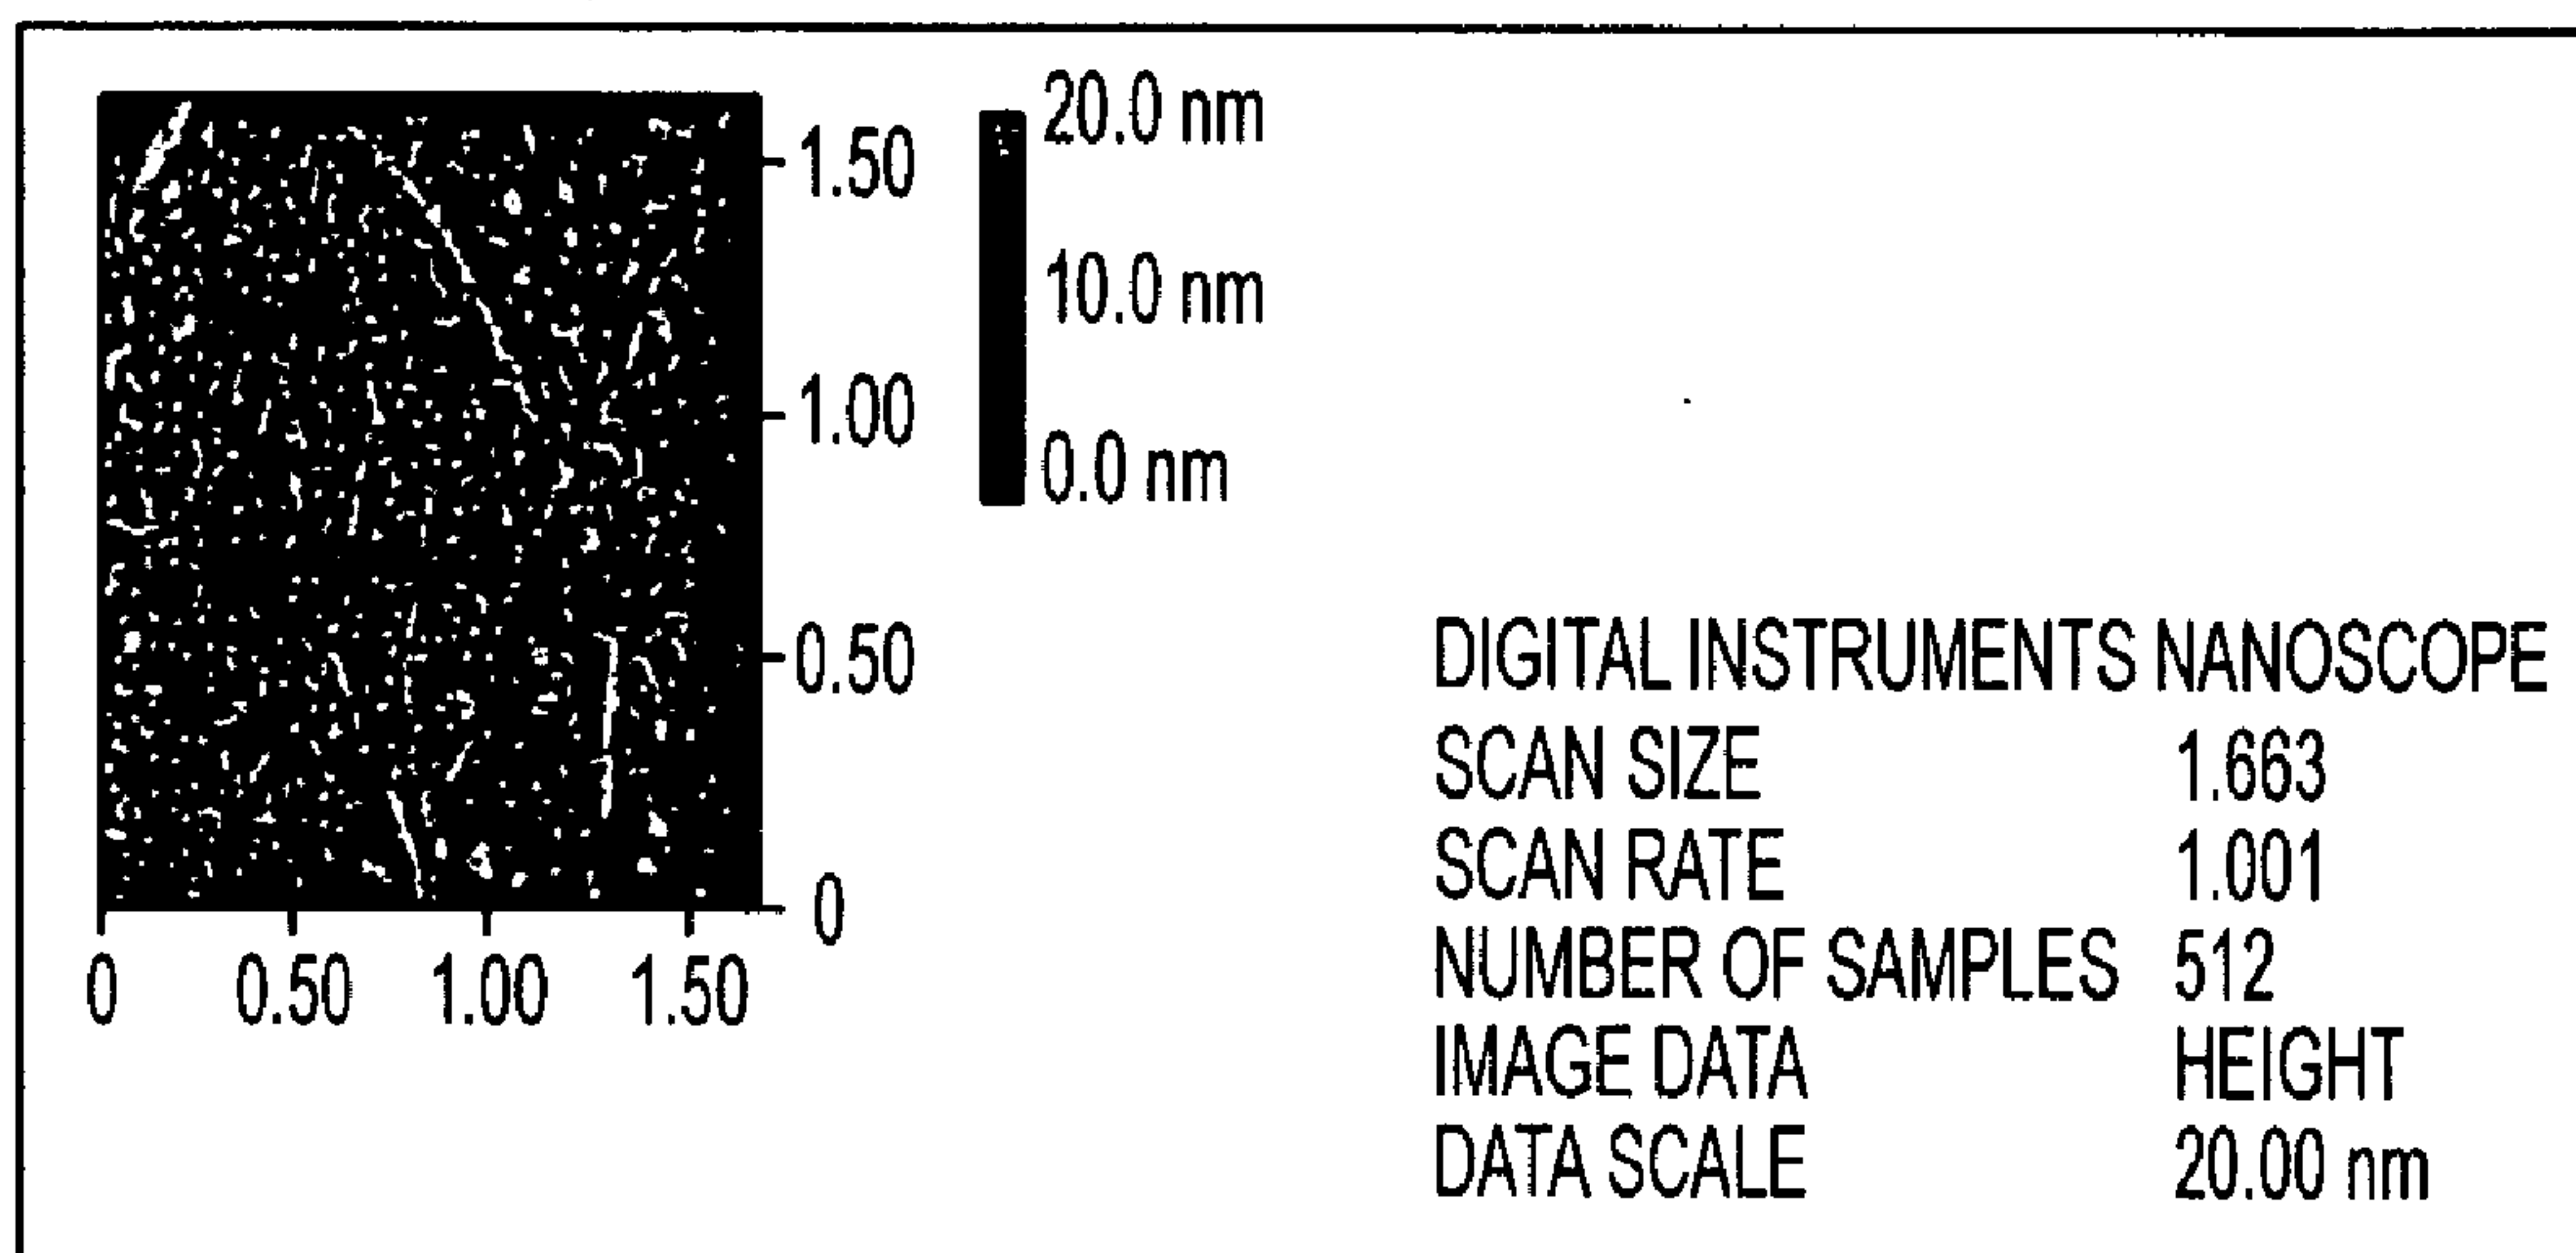 20.0 nm
10.0 nm
0.0 nm
1.50
1.00
0.50
0
0 0.50 1.00 1.50
DIGITAL INSTRUMENTS NANOSCOPE
SCAN SIZE 1.663
SCAN RATE 1.001
NUMBER OF SAMPLES 512
IMAGE DATA HEIGHT
DATA SCALE 20.00 nm